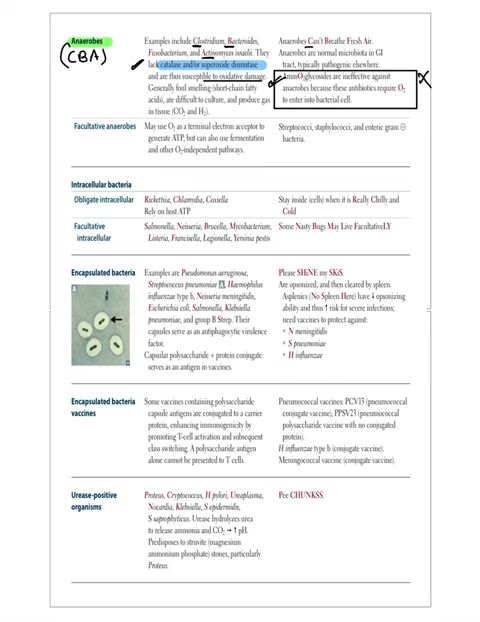 Anaerobes
(CBA)
Examples include Clostridium, Bacteroides,
Fusobacterium, and Actinomyces israelii. They
lack catalase and/or superoxide dismutase
and are thus susceptible to oxidative damage.
Generally foul smelling (short-chain fatty
acids), are difficult to culture, and produce gas
in tissue (CO2 and H2).
Anaerobes Can't Breathe Fresh Air.
Anaerobes are normal microbiota in GI
tract, typically pathogenic elsewhere.
AminO2glycosides are ineffective against
anaerobes because these antibiotics require O2
to enter into bacterial cell.
Facultative anaerobes
May use O2 as a terminal electron acceptor to
generate ATP, but can also use fermentation
and other O2-independent pathways.
Streptococci, staphylococci, and enteric gram ⊝
bacteria.
Intracellular bacteria
Obligate intracellular
Rickettsia, Chlamydia, Coxiella
Rely on host ATP
Stay inside (cells) when it is Really Chilly and
Cold
Facultative
intracellular
Salmonella, Neisseria, Brucella, Mycobacterium,
Listeria, Francisella, Legionella, Yersinia pestis
Some Nasty Bugs May Live FacultativeLY
Encapsulated bacteria
A
Examples are Pseudomonas aeruginosa,
Streptococcus pneumoniae A, Haemophilus
influenzae type b, Neisseria meningitidis,
Escherichia coli, Salmonella, Klebsiella
pneumoniae, and group B Strep. Their
capsules serve as an antiphagocytic virulence
factor.
Capsular polysaccharide + protein conjugate
serves as an antigen in vaccines.
Please SHiNE my SKiS.
Are opsonized, and then cleared by spleen.
Asplenics (No Spleen Here) have ↓ opsonizing
ability and thus ↑ risk for severe infections;
need vaccines to protect against:
• N meningitidis
• S pneumoniae
• H influenzae
Encapsulated bacteria
vaccines
Some vaccines containing polysaccharide
capsule antigens are conjugated to a carrier
protein, enhancing immunogenicity by
promoting T-cell activation and subsequent
class switching. A polysaccharide antigen
alone cannot be presented to T cells.
Pneumococcal vaccines: PCV13 (pneumococcal
conjugate vaccine), PPSV23 (pneumococcal
polysaccharide vaccine with no conjugated
protein).
H influenzae type b (conjugate vaccine).
Meningococcal vaccine (conjugate vaccine).
Urease-positive
organisms
Proteus, Cryptococcus, H pylori, Ureaplasma,
Nocardia, Klebsiella, S epidermidis,
S saprophyticus. Urease hydrolyzes urea
to release ammonia and CO2 → ↑ pH.
Predisposes to struvite (magnesium
ammonium phosphate) stones, particularly
Proteus.
Pee CHUNKSS.